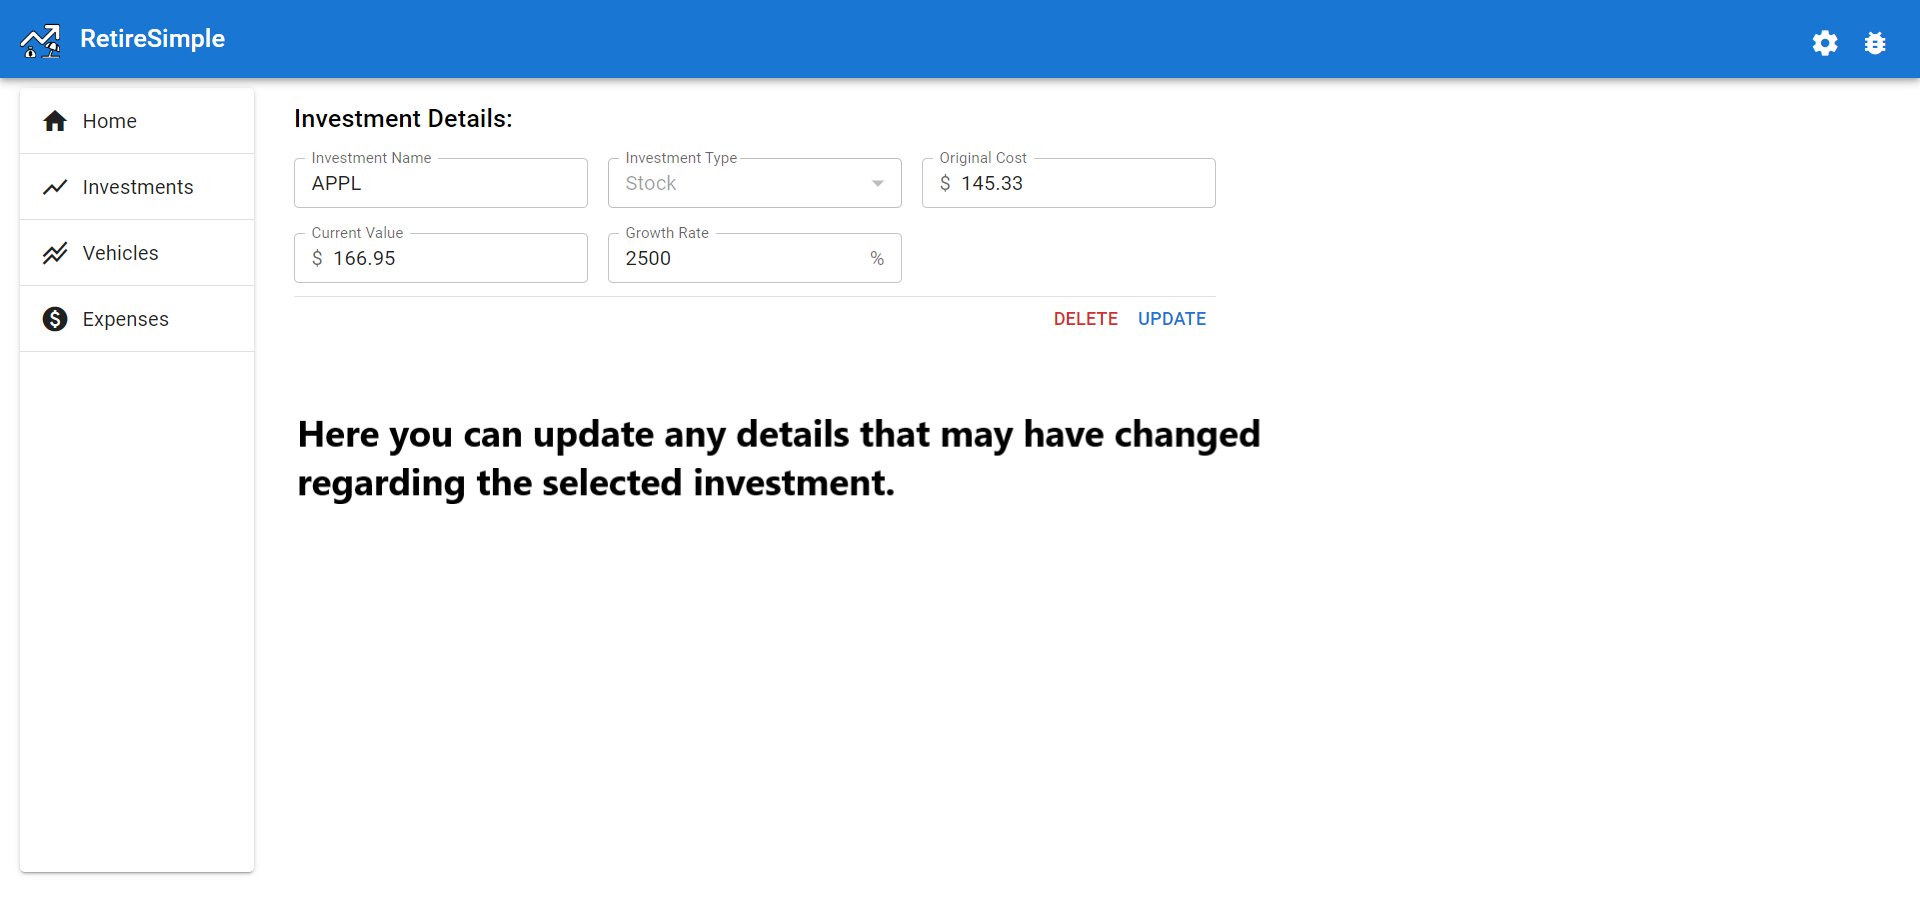 RetireSimple
Home
Investments
Vehicles
Expenses
Investment Details:
Investment Name
APPL
Investment Type
Stock
Original Cost
$ 145.33
Current Value
$ 166.95
Growth Rate
2500 %
DELETE UPDATE
Here you can update any details that may have changed
regarding the selected investment.